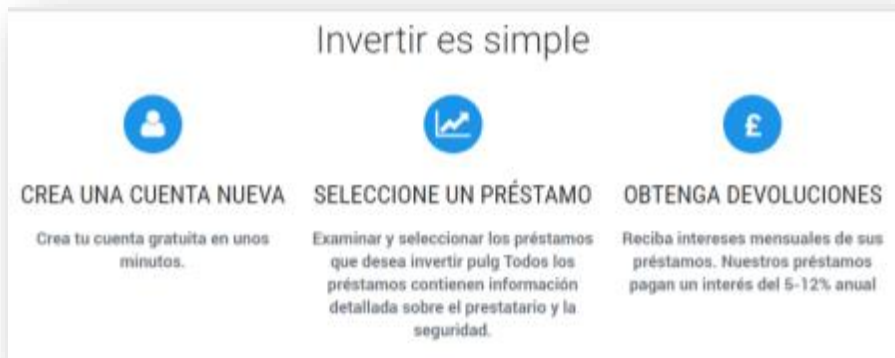 Invertir es simple
£
CREA UNA CUENTA NUEVA
Crea tu cuenta gratuita en unos
minutos.
SELECCIONE UN PRÉSTAMO
Examinar y seleccionar los préstamos
que desea invertir pulg Todos los
préstamos contienen información
detallada sobre el prestatario y la
seguridad.
OBTENGA DEVOLUCIONES
Reciba intereses mensuales de sus
préstamos. Nuestros préstamos
pagan un interés del 5-12% anual